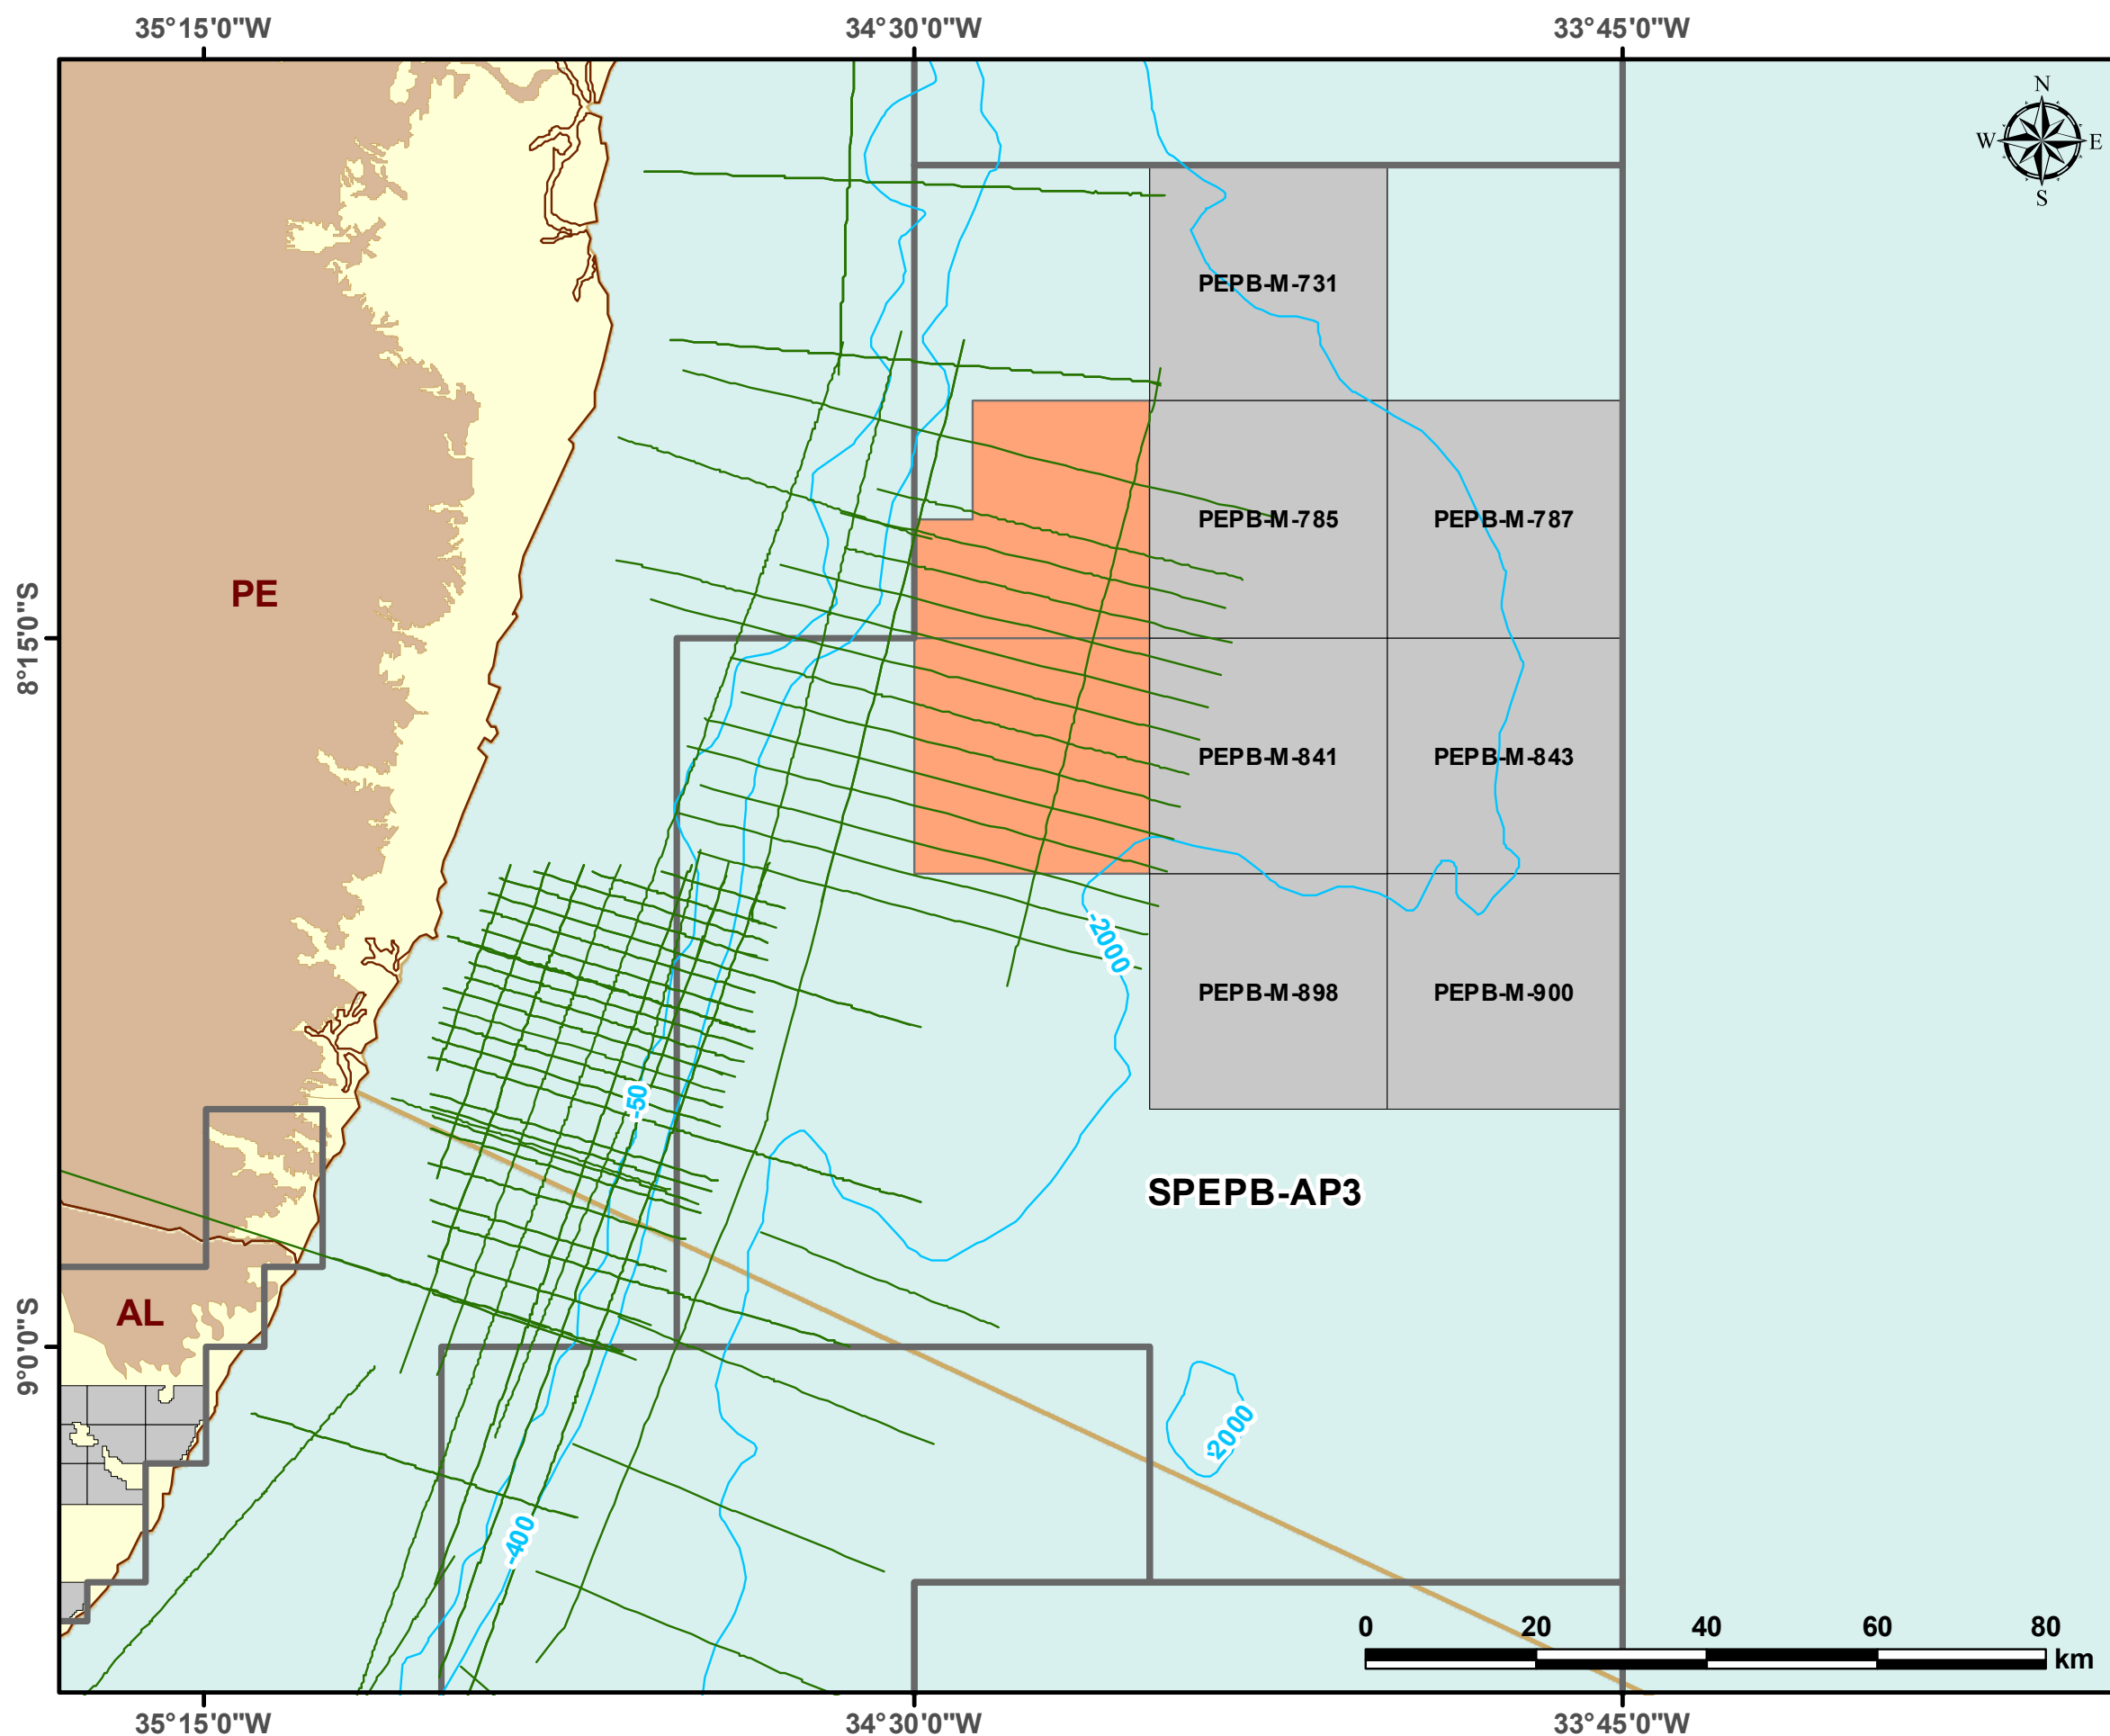 35°15'0"W 34°30'0"W 33°45'0"W
N
W E
S
PEPB-M-731
PEPB-M-785 PEPB-M-787
PE
8°15'0"S
PEPB-M-841 PEPB-M-843
-2000
PEPB-M-898 PEPB-M-900
-50
SPEPB-AP3
AL
9°0'0"S
-2000
-400
0 20 40 60 80
km
35°15'0"W 34°30'0"W 33°45'0"W